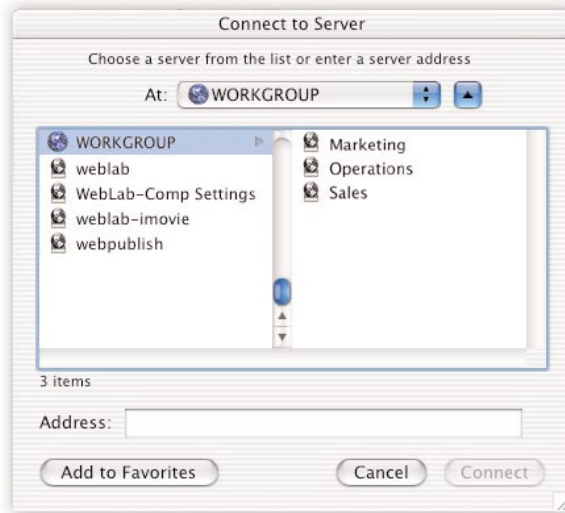 Connect to Server
Choose a server from the list or enter a server address
At: WORKGROUP
WORKGROUP
weblab
WebLab-Comp Settings
weblab-imovie
webpublish
Marketing
Operations
Sales
3 items
Address:
Add to Favorites
Cancel
Connect